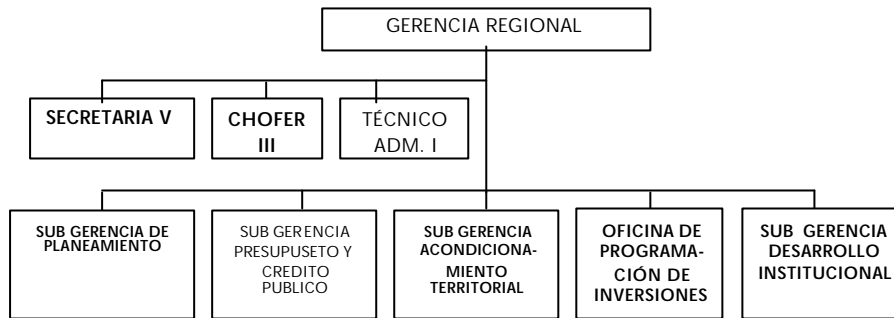 GERENCIA REGIONAL
SECRETARIA V
CHOFER
III
TÉCNICO
ADM. I
SUB GERENCIA DE
PLANEAMIENTO
SUB GERENCIA
PRESUPUSETO Y
CREDITO
PUBLICO
SUB GERENCIA
ACONDICIONA-
MIENTO
TERRITORIAL
OFICINA DE
PROGRAMA-
CIÓN DE
INVERSIONES
SUB GERENCIA
DESARROLLO
INSTITUCIONAL